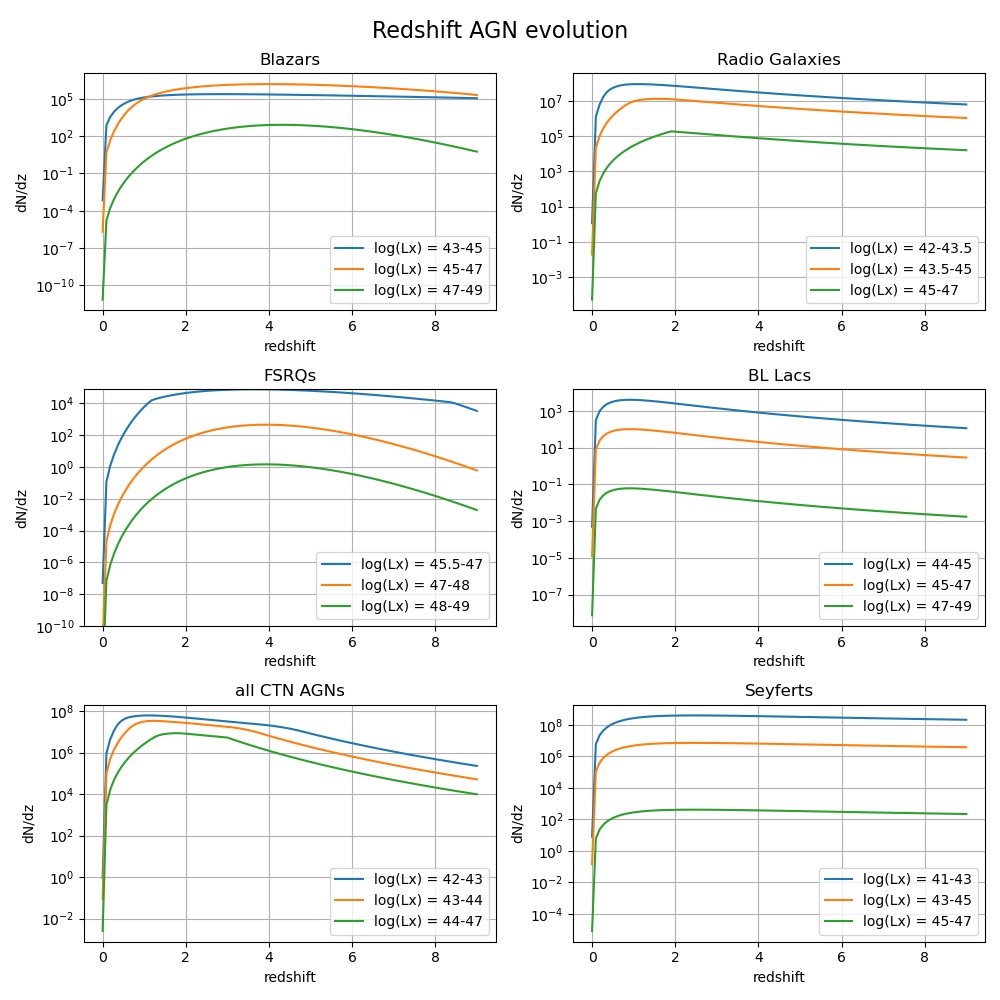 Redshift AGN evolution
Blazars
dN/dz
10^5
10^2
10^−1
10^−4
10^−7
10^−10
log(Lx) = 43-45
log(Lx) = 45-47
log(Lx) = 47-49
0 2 4 6 8
redshift
Radio Galaxies
dN/dz
10^7
10^5
10^3
10^1
10^−1
10^−3
log(Lx) = 42-43.5
log(Lx) = 43.5-45
log(Lx) = 45-47
0 2 4 6 8
redshift
FSRQs
dN/dz
10^4
10^2
10^0
10^−2
10^−4
10^−6
10^−8
10^−10
log(Lx) = 45.5-47
log(Lx) = 47-48
log(Lx) = 48-49
0 2 4 6 8
redshift
BL Lacs
dN/dz
10^3
10^1
10^−1
10^−3
10^−5
10^−7
log(Lx) = 44-45
log(Lx) = 45-47
log(Lx) = 47-49
0 2 4 6 8
redshift
all CTN AGNs
dN/dz
10^8
10^6
10^4
10^2
10^0
10^−2
log(Lx) = 42-43
log(Lx) = 43-44
log(Lx) = 44-47
0 2 4 6 8
redshift
Seyferts
dN/dz
10^8
10^6
10^4
10^2
10^0
10^−2
10^−4
log(Lx) = 41-43
log(Lx) = 43-45
log(Lx) = 45-47
0 2 4 6 8
redshift